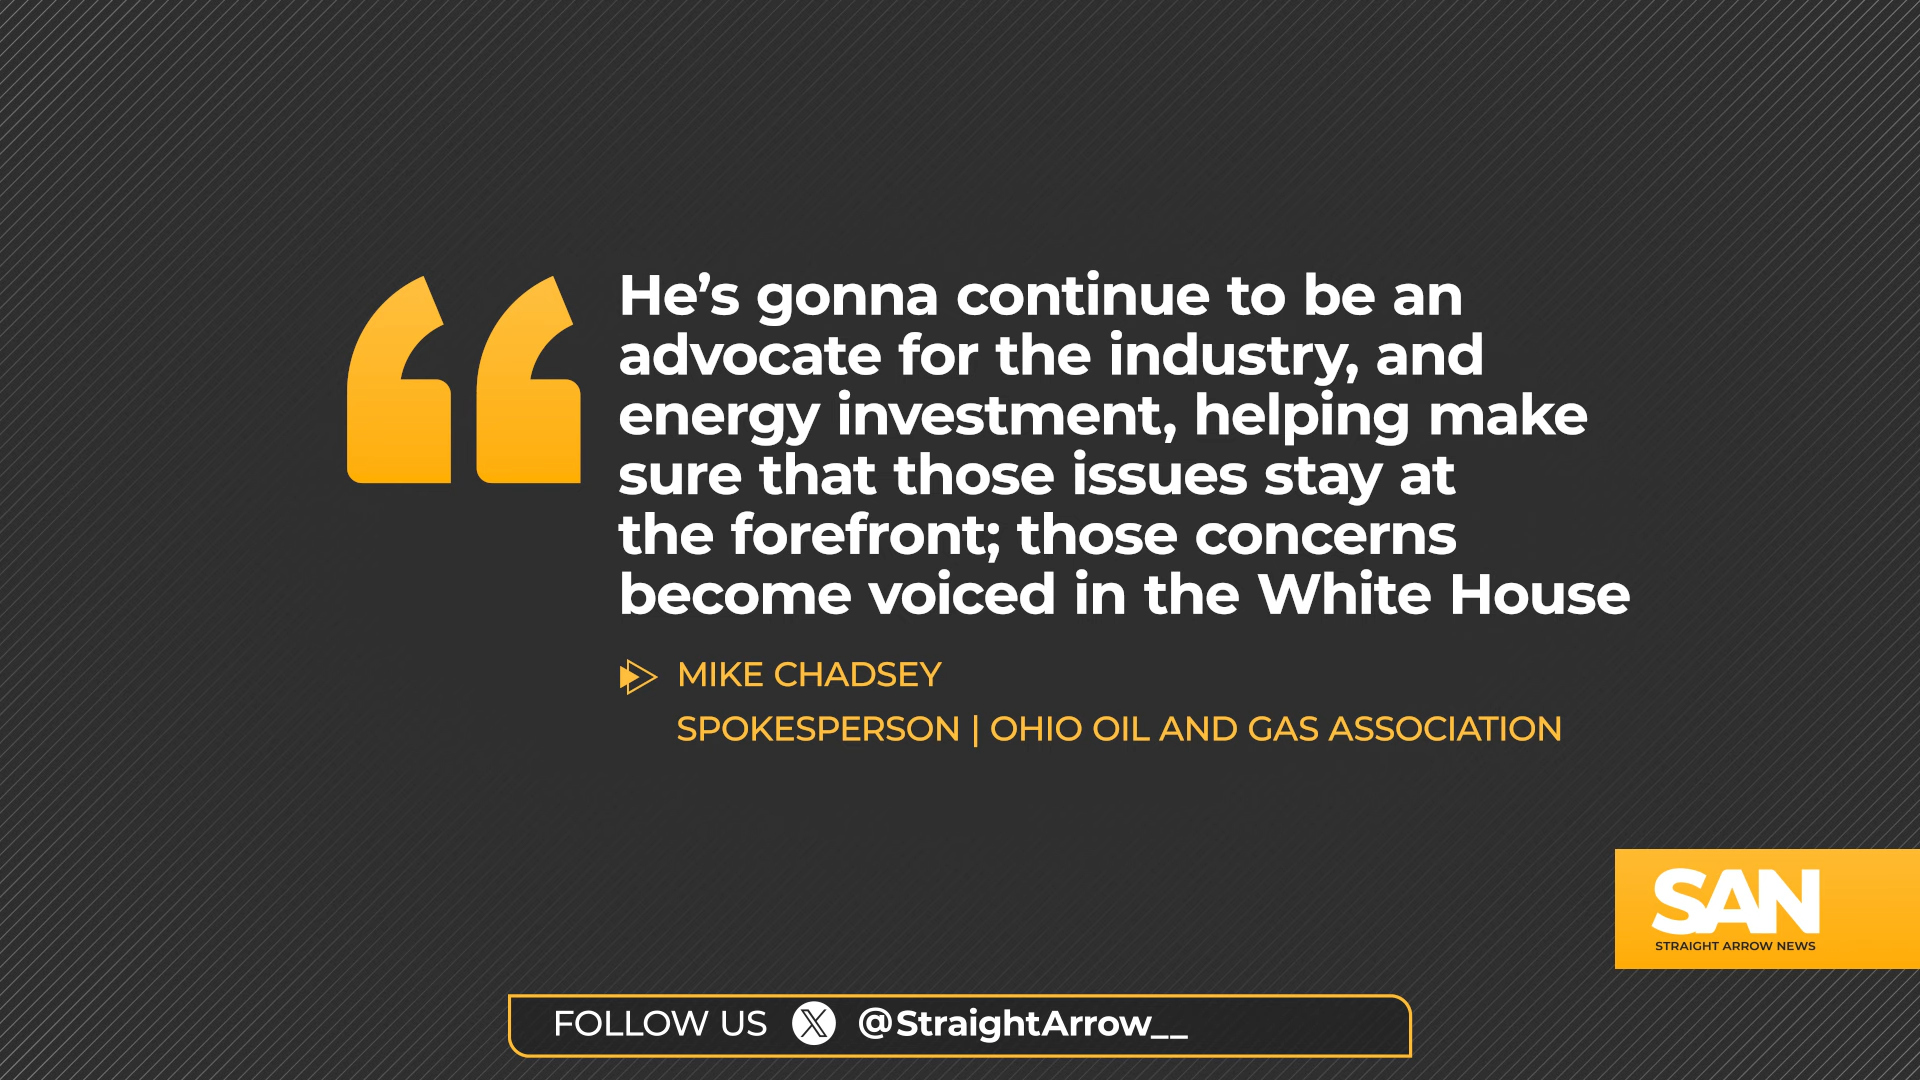 He’s gonna continue to be an
advocate for the industry, and
energy investment, helping make
sure that those issues stay at
the forefront; those concerns
become voiced in the White House
MIKE CHADSEY
SPOKESPERSON | OHIO OIL AND GAS ASSOCIATION
SAN
STRAIGHT ARROW NEWS
FOLLOW US X @StraightArrow__